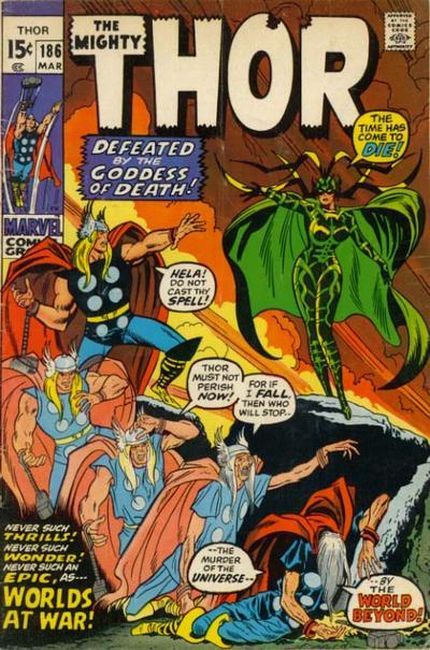 THOR
15¢
186
MAR
THE
MIGHTY
THOR
APPROVED
BY THE
COMICS
CODE
AUTHORITY
DEFEATED
BY THE
GODDESS
OF DEATH!
THE
TIME HAS
COME TO
DIE!
MARVEL
COMI
GR
HELA!
DO NOT
CAST THY
SPELL!
THOR
MUST NOT
PERISH
NOW!
FOR IF
I FALL,
THEN WHO
WILL STOP--
NEVER SUCH
THRILLS!
NEVER SUCH
WONDER!
NEVER SUCH AN
EPIC, AS---
WORLDS
AT WAR!
--THE
MURDER
OF THE
UNIVERSE--
--BY
THE
WORLD
BEYOND!